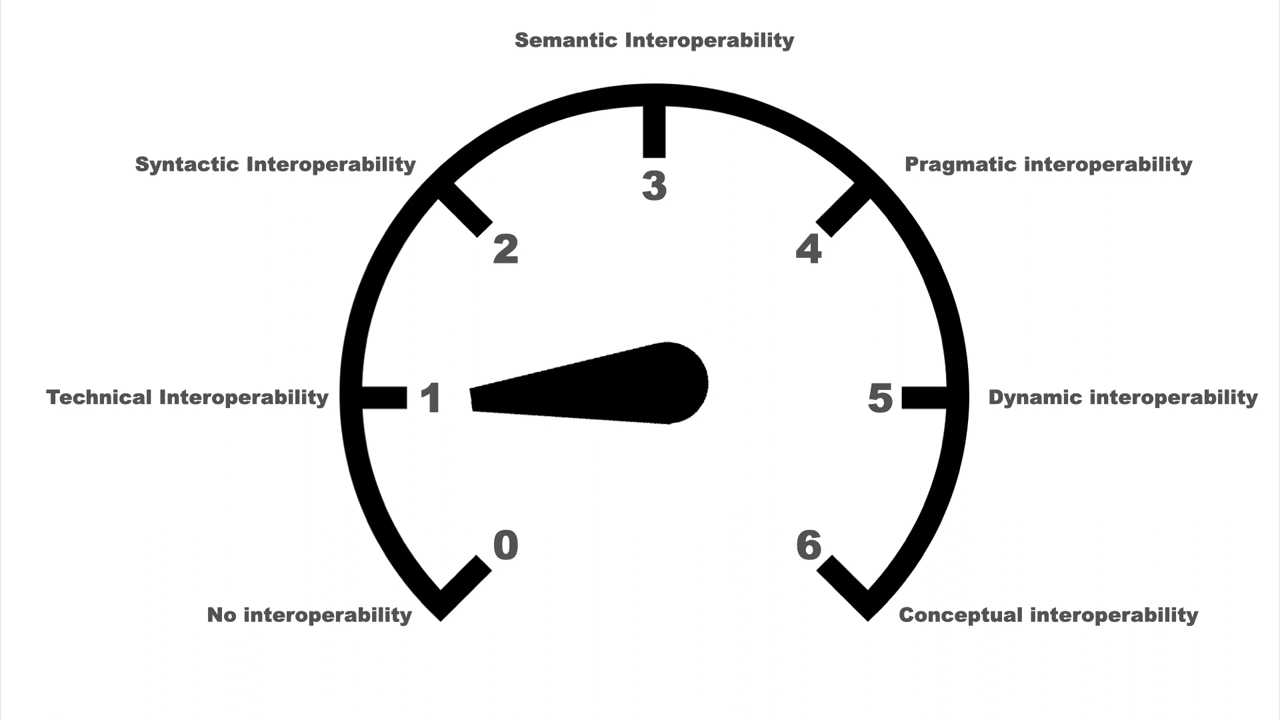 Semantic Interoperability
Syntactic Interoperability
Pragmatic interoperability
3
2
4
Technical Interoperability
1
5
Dynamic interoperability
0
6
No interoperability
Conceptual interoperability